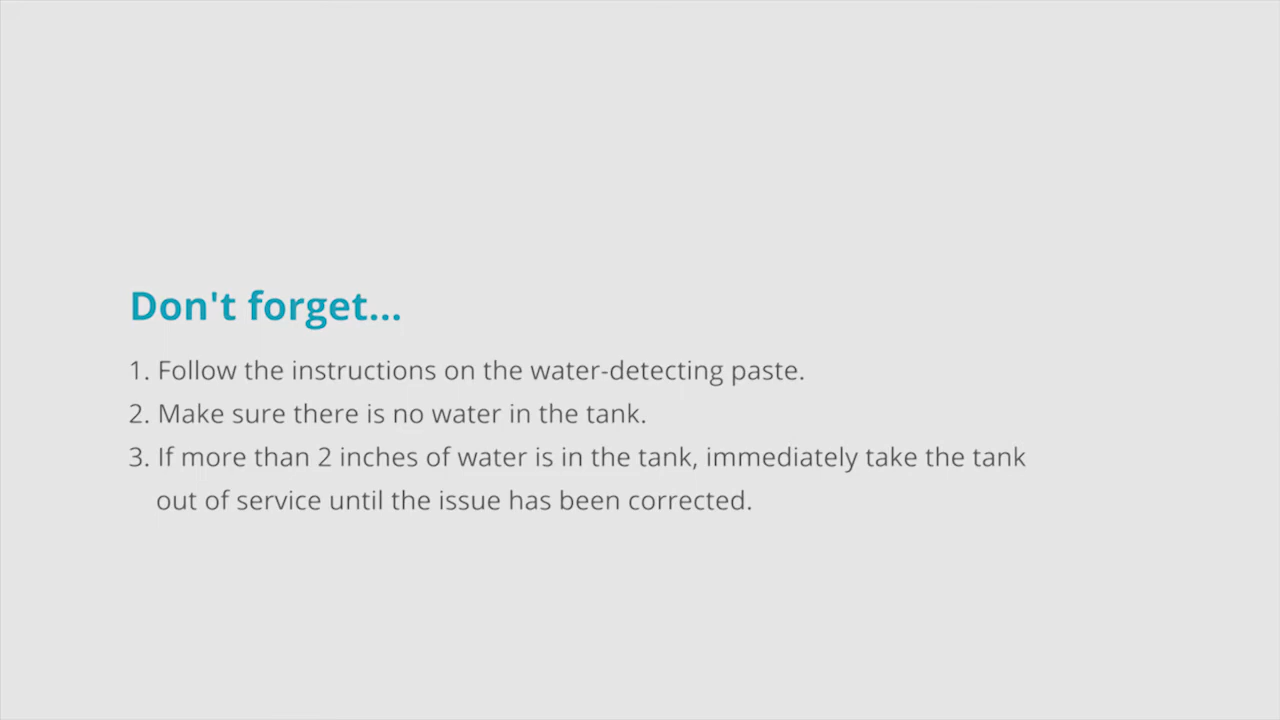 Don't forget...
1. Follow the instructions on the water-detecting paste.
2. Make sure there is no water in the tank.
3. If more than 2 inches of water is in the tank, immediately take the tank
out of service until the issue has been corrected.